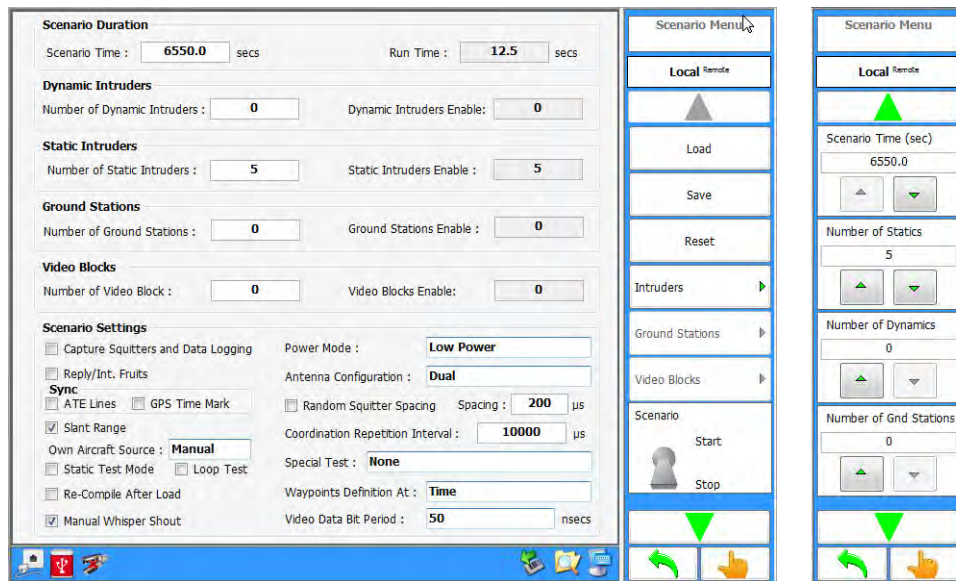 Scenario Duration
Scenario Time : 6550.0 secs Run Time : 12.5 secs
Dynamic Intruders
Number of Dynamic Intruders : 0 Dynamic Intruders Enable: 0
Static Intruders
Number of Static Intruders : 5 Static Intruders Enable : 5
Ground Stations
Number of Ground Stations : 0 Ground Stations Enable : 0
Video Blocks
Number of Video Block : 0 Video Blocks Enable: 0
Scenario Settings
Capture Squitters and Data Logging Power Mode : Low Power
Reply/Int. Fruits Antenna Configuration : Dual
Sync
ATE Lines GPS Time Mark Random Squitter Spacing Spacing : 200 µs
Slant Range Coordination Repetition Interval : 10000 µs
Own Aircraft Source : Manual
Static Test Mode Loop Test Special Test : None
Re-Compile After Load Waypoints Definition At : Time
Manual Whisper Shout Video Data Bit Period : 50 nsecs
Scenario Menu
Local Remote
Load
Save
Reset
Intruders
Ground Stations
Video Blocks
Scenario
Start
Stop
Scenario Menu
Local Remote
Scenario Time (sec)
6550.0
Number of Statics
5
Number of Dynamics
0
Number of Gnd Stations
0